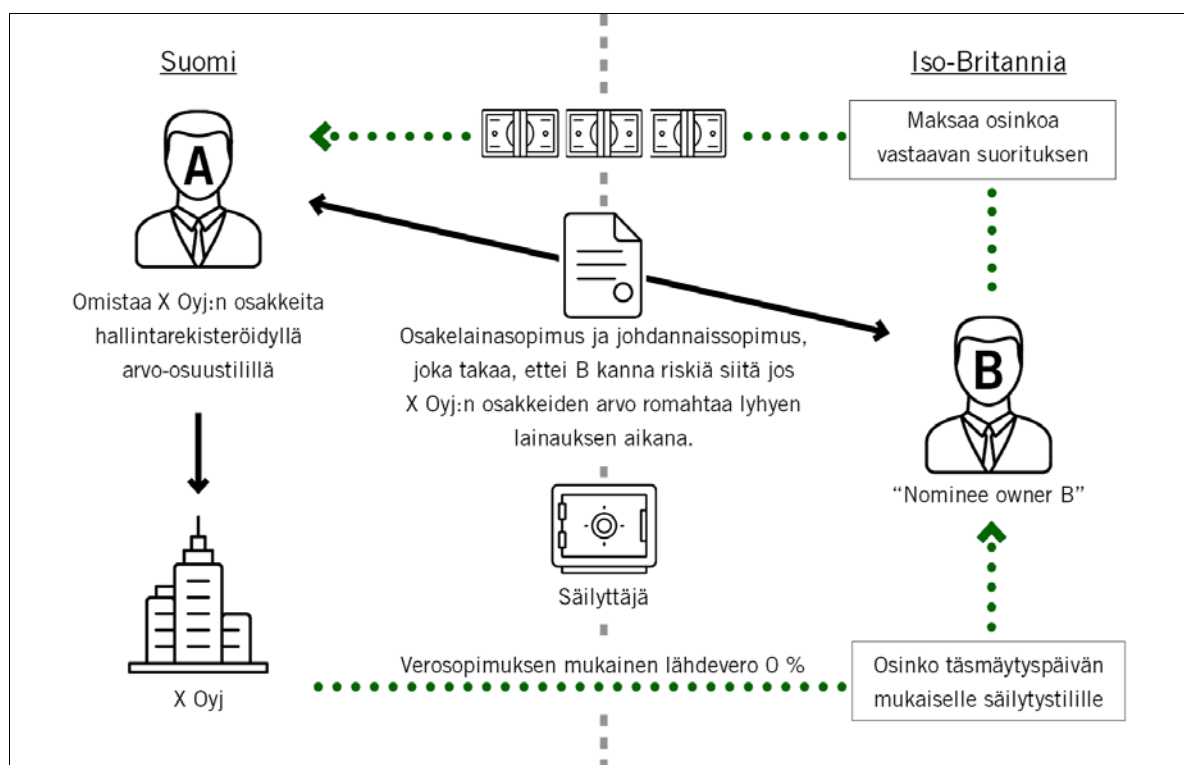 Suomi
Iso-Britannia
A
Maksaa osinkoa
vastaavan suorituksen
Omistaa X Oyj:n osakkeita
hallintarekisteröidyllä
arvo-osuustilillä
Osakelainasopimus ja johdannaissopimus,
joka takaa, ettei B kanna riskiä siitä jos
X Oyj:n osakkeiden arvo romahtaa lyhyen
lainauksen aikana.
B
“Nominee owner B”
Säilyttäjä
Verosopimuksen mukainen lähdevero 0 %
Osinko täsmäytyspäivän
mukaiselle säilytystilille
X Oyj